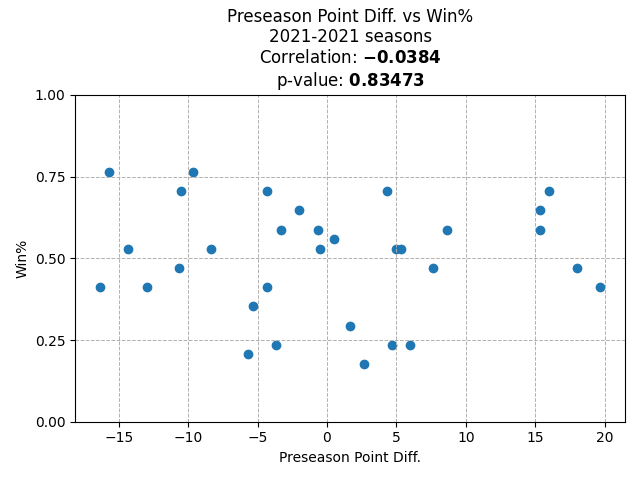 Preseason Point Diff. vs Win%
2021-2021 seasons
Correlation: −0.0384
p-value: 0.83473
1.00
0.75
0.50
0.25
0.00
Win%
−15
−10
−5
0
5
10
15
20
Preseason Point Diff.